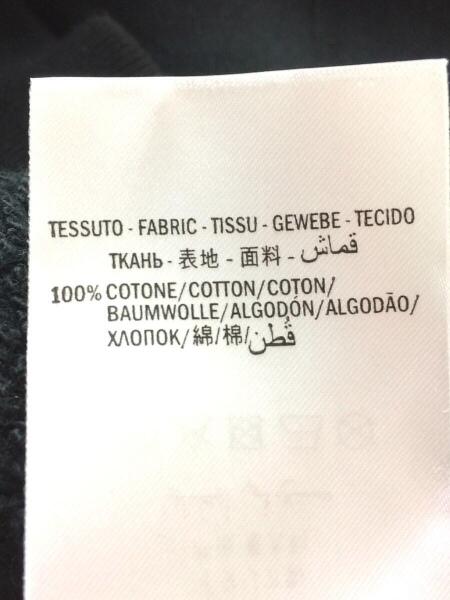 TESSUTO - FABRIC - TISSU - GEWEBE - TECIDO
ТКАНЬ - 表地 - 面料 - قماش
100% COTONE/COTTON/COTON/
BAUMWOLLE/ALGODÓN/ALGODÃO/
ХЛОПОК/綿/棉/قُطن